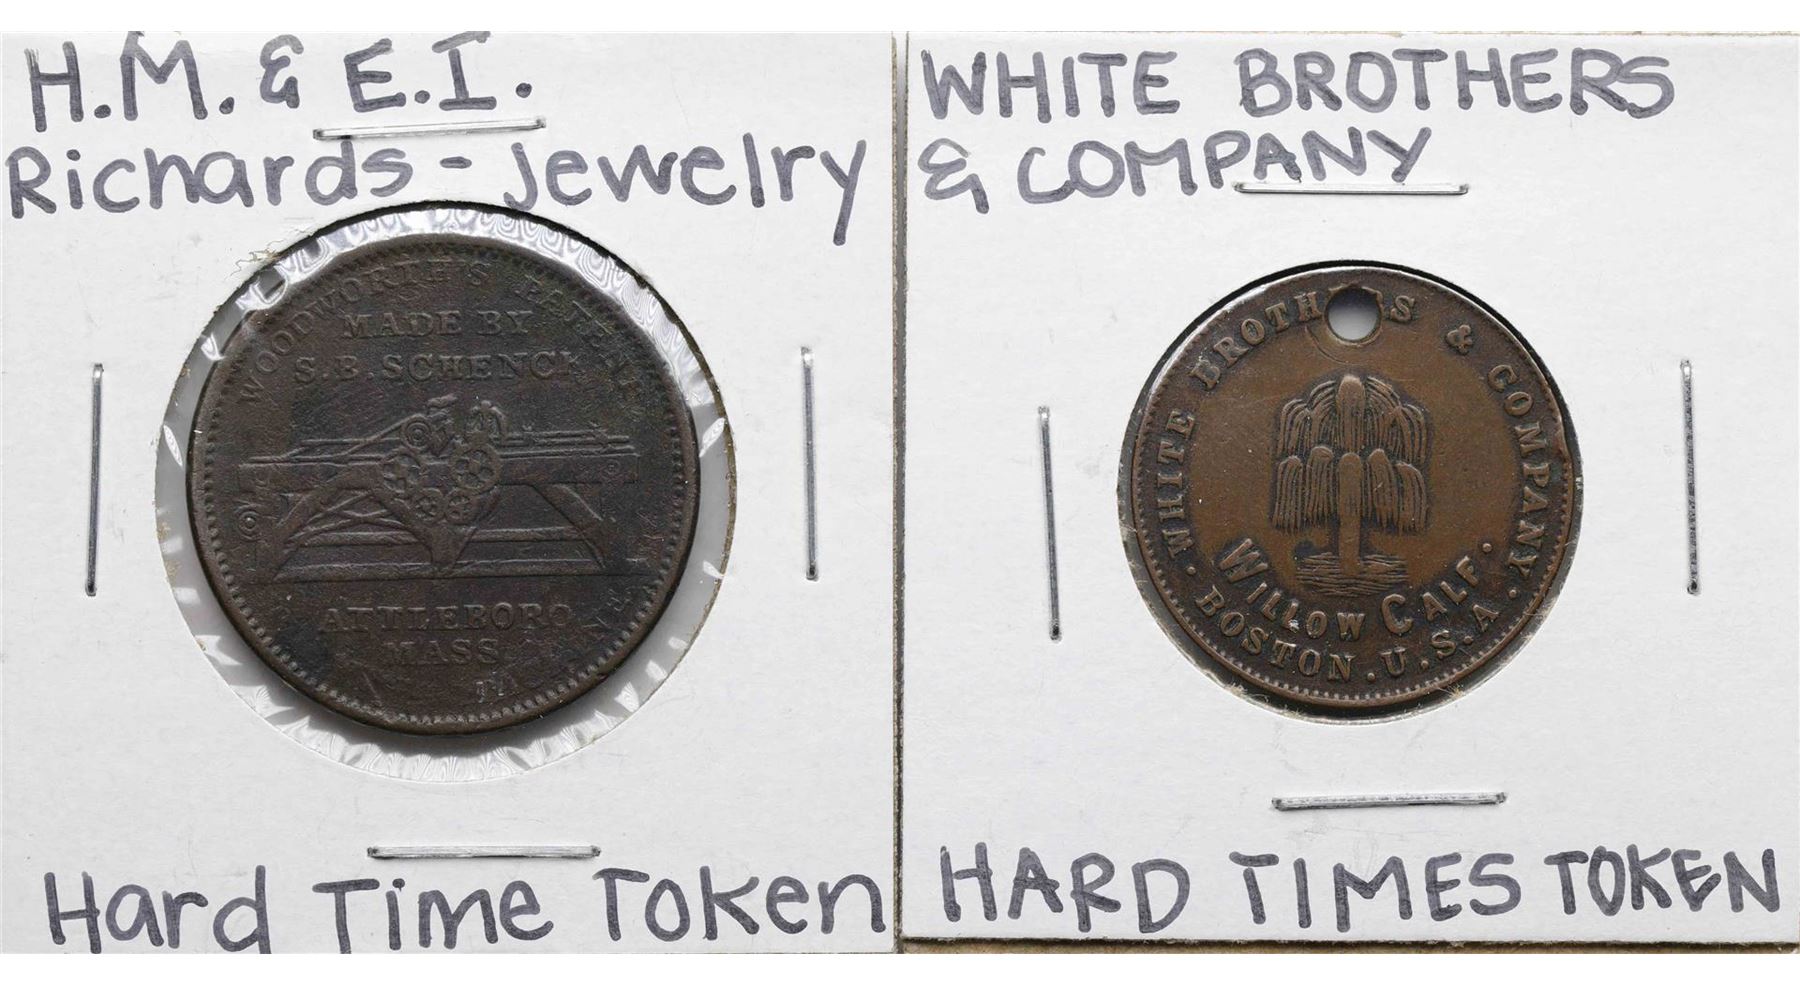 H.M. & E.I.
Richards - Jewelry
WOODWORTH'S PATENT
MADE BY
S.B. SCHENCK
ATTLEBORO
MASS
Hard Time Token
WHITE BROTHERS
& COMPANY
WHITE BROTHERS & COMPANY.
WILLOW CALF.
BOSTON. U.S.A.
HARD TIMES TOKEN